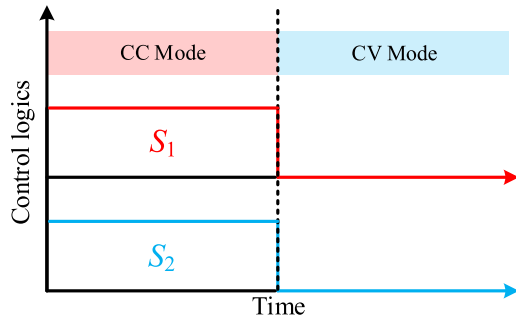 CC Mode
CV Mode
Control logics
S1
S2
Time